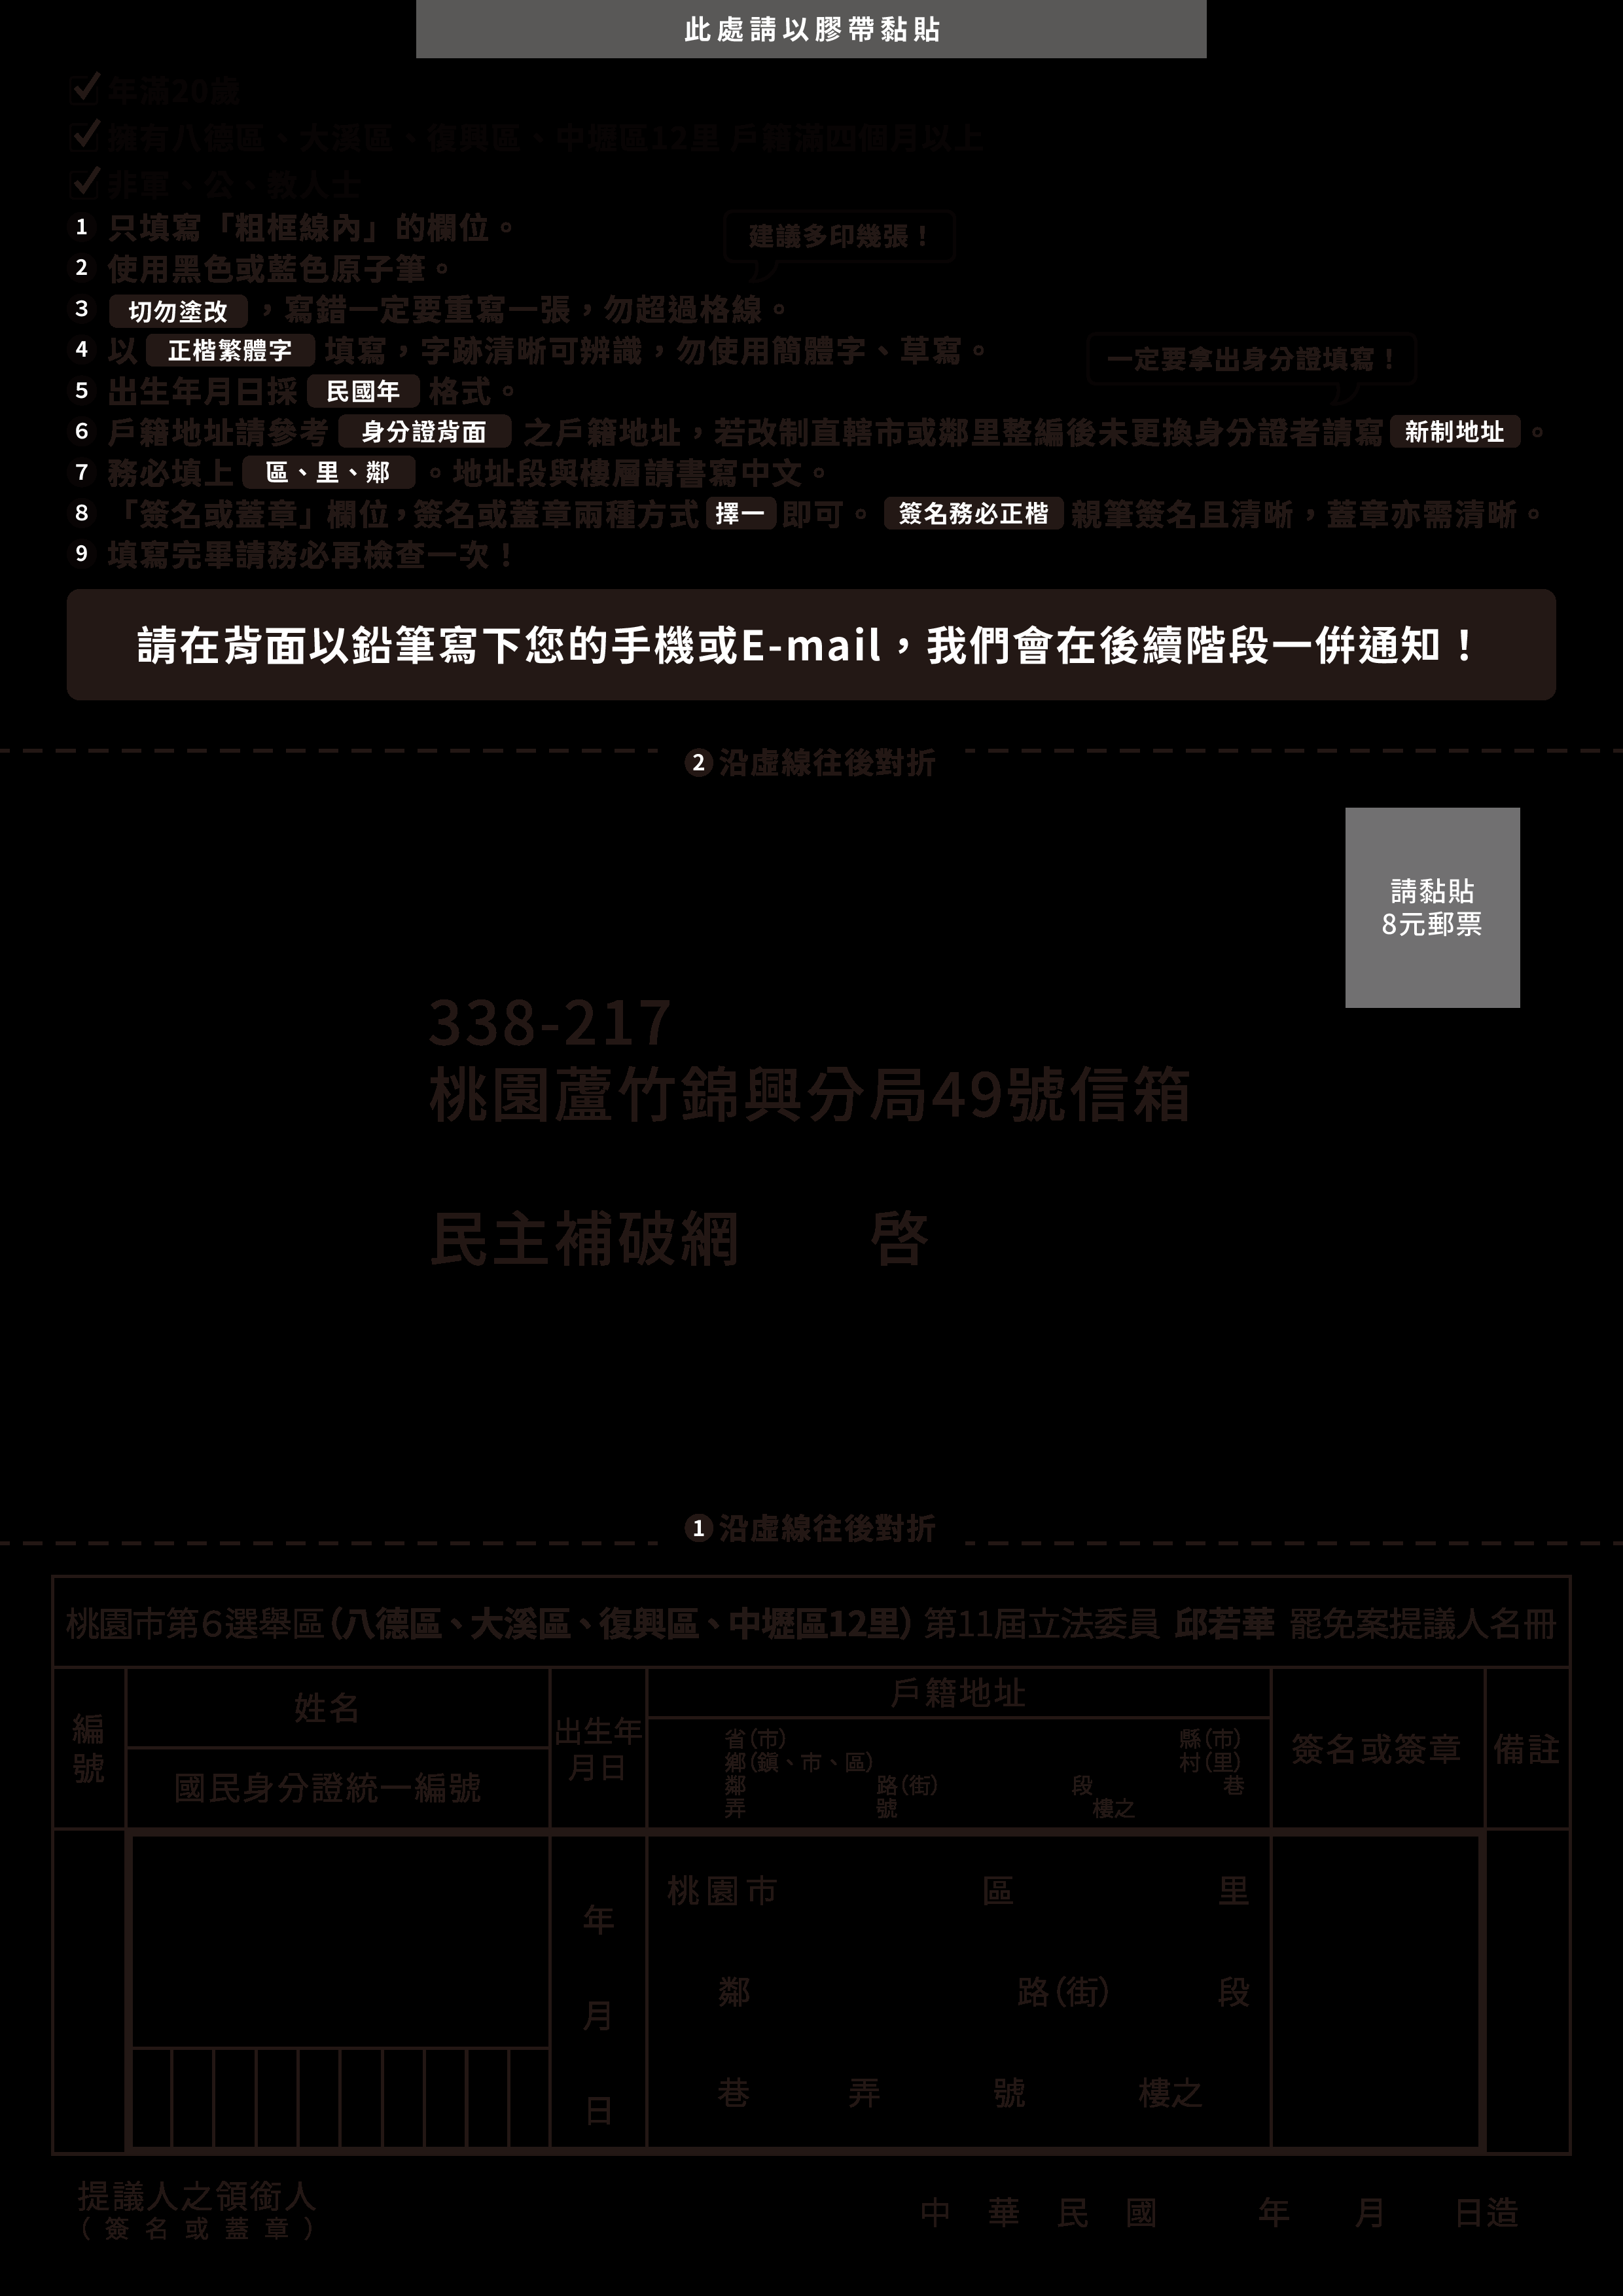 此處請以膠帶黏貼
年滿20歲
擁有八德區、大溪區、復興區、中壢區12里 戶籍滿四個月以上
非軍、公、教人士
1 只填寫「粗框線內」的欄位。
建議多印幾張！
2 使用黑色或藍色原子筆。
3 切勿塗改，寫錯一定要重寫一張，勿超過格線。
4 以 正楷繁體字 填寫，字跡清晰可辨識，勿使用簡體字、草寫。
一定要拿出身分證填寫！
5 出生年月日採 民國年 格式。
6 戶籍地址請參考 身分證背面 之戶籍地址，若改制直轄市或鄰里整編後未更換身分證者請寫 新制地址。
7 務必填上 區、里、鄰。地址段與樓層請書寫中文。
8 「簽名或蓋章」欄位，簽名或蓋章兩種方式 擇一 即可。 簽名務必正楷 親筆簽名且清晰，蓋章亦需清晰。
9 填寫完畢請務必再檢查一次！
請在背面以鉛筆寫下您的手機或E-mail，我們會在後續階段一併通知！
2 沿虛線往後對折
請黏貼
8元郵票
338-217
桃園蘆竹錦興分局49號信箱
民主補破網 啓
1 沿虛線往後對折
桃園市第6選舉區（八德區、大溪區、復興區、中壢區12里）第11屆立法委員 邱若華 罷免案提議人名冊
編號
姓名
國民身分證統一編號
出生年
月日
戶籍地址
省（市） 縣（市）
鄉（鎮、市、區） 村（里）
鄰 路（街） 段 巷
弄 號 樓之
簽名或簽章
備註
年
月
日
桃園市 區 里
鄰 路（街） 段
巷 弄 號 樓之
提議人之領銜人
（簽名或蓋章）
中華民國 年 月 日造